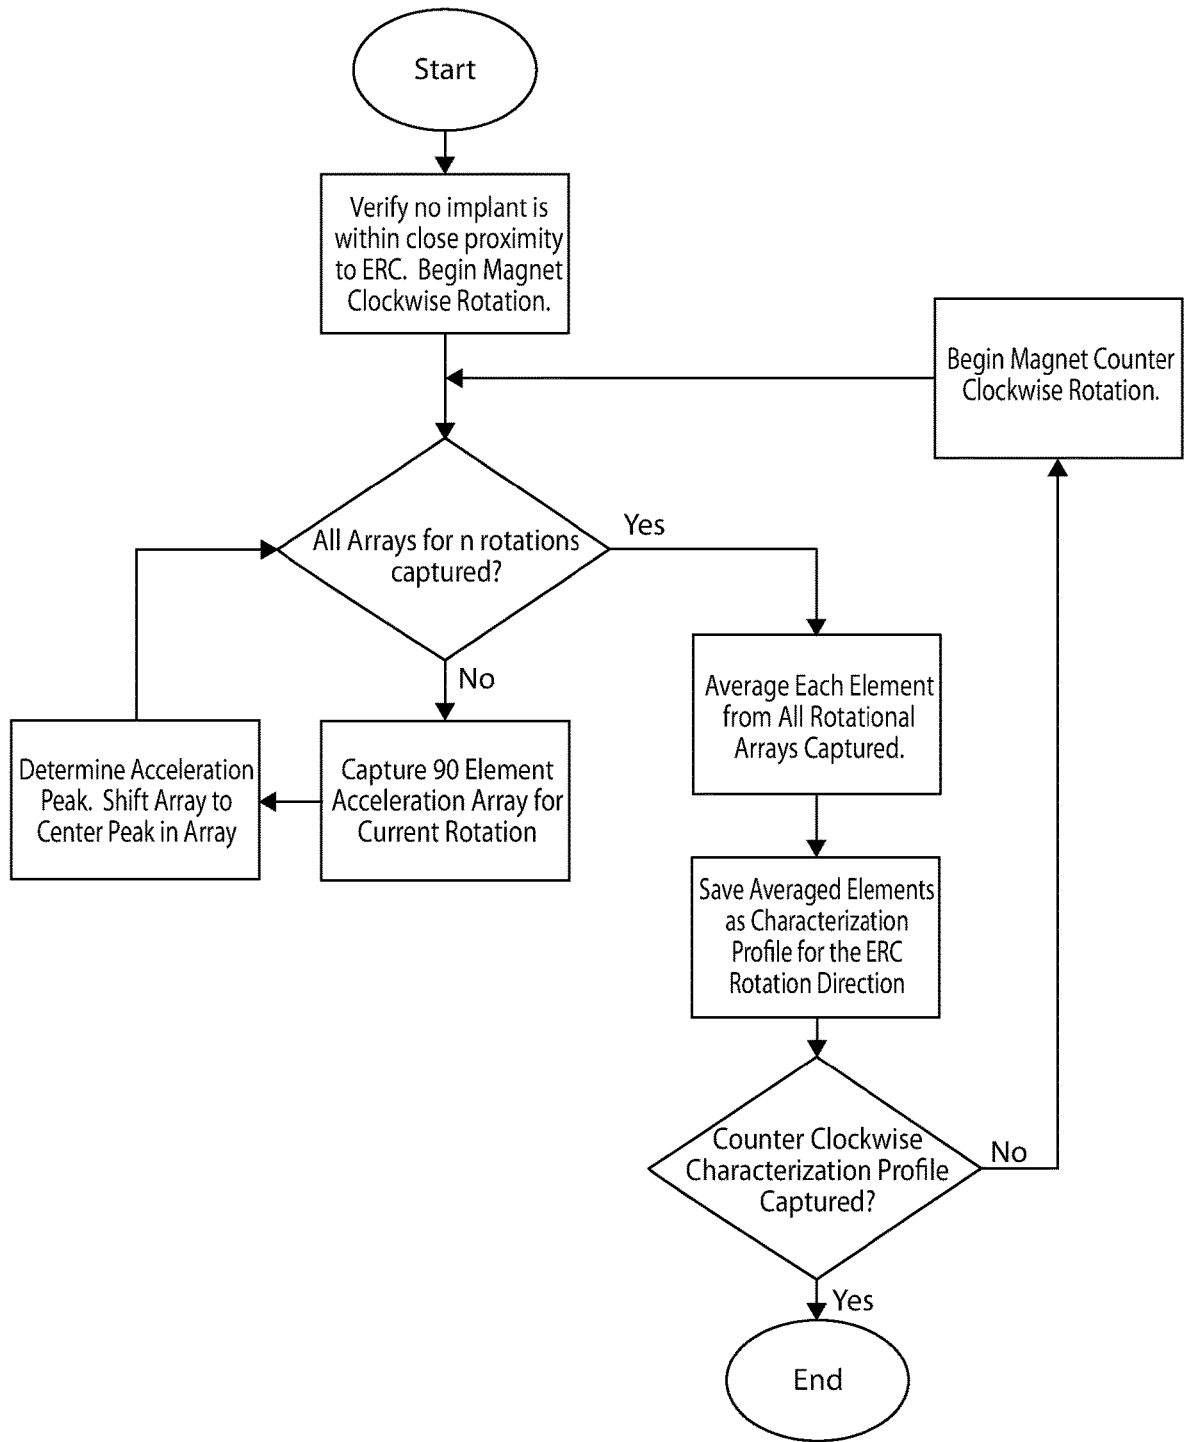 Start
Verify no implant is
within close proximity
to ERC. Begin Magnet
Clockwise Rotation.
Begin Magnet Counter
Clockwise Rotation.
All Arrays for n rotations
captured?
Yes
No
Determine Acceleration
Peak. Shift Array to
Center Peak in Array
Capture 90 Element
Acceleration Array for
Current Rotation
Average Each Element
from All Rotational
Arrays Captured.
Save Averaged Elements
as Characterization
Profile for the ERC
Rotation Direction
Counter Clockwise
Characterization Profile
Captured?
No
Yes
End